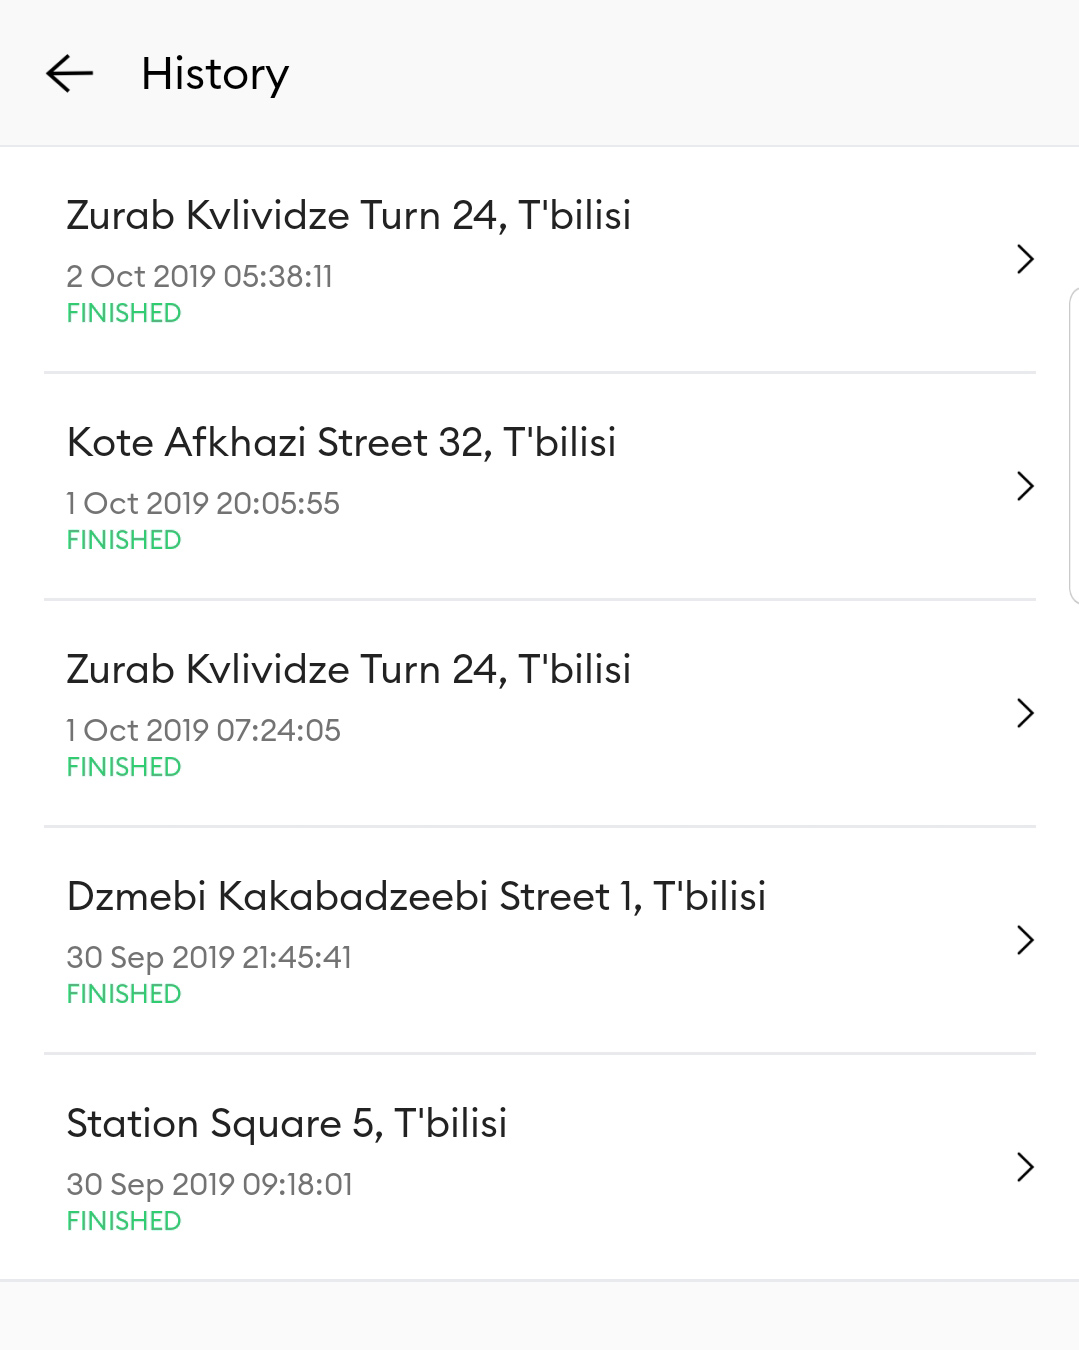 History
Zurab Kvlividze Turn 24, T'bilisi
2 Oct 2019 05:38:11
FINISHED
Kote Afkhazi Street 32, T'bilisi
1 Oct 2019 20:05:55
FINISHED
Zurab Kvlividze Turn 24, T'bilisi
1 Oct 2019 07:24:05
FINISHED
Dzmebi Kakabadzeebi Street 1, T'bilisi
30 Sep 2019 21:45:41
FINISHED
Station Square 5, T'bilisi
30 Sep 2019 09:18:01
FINISHED